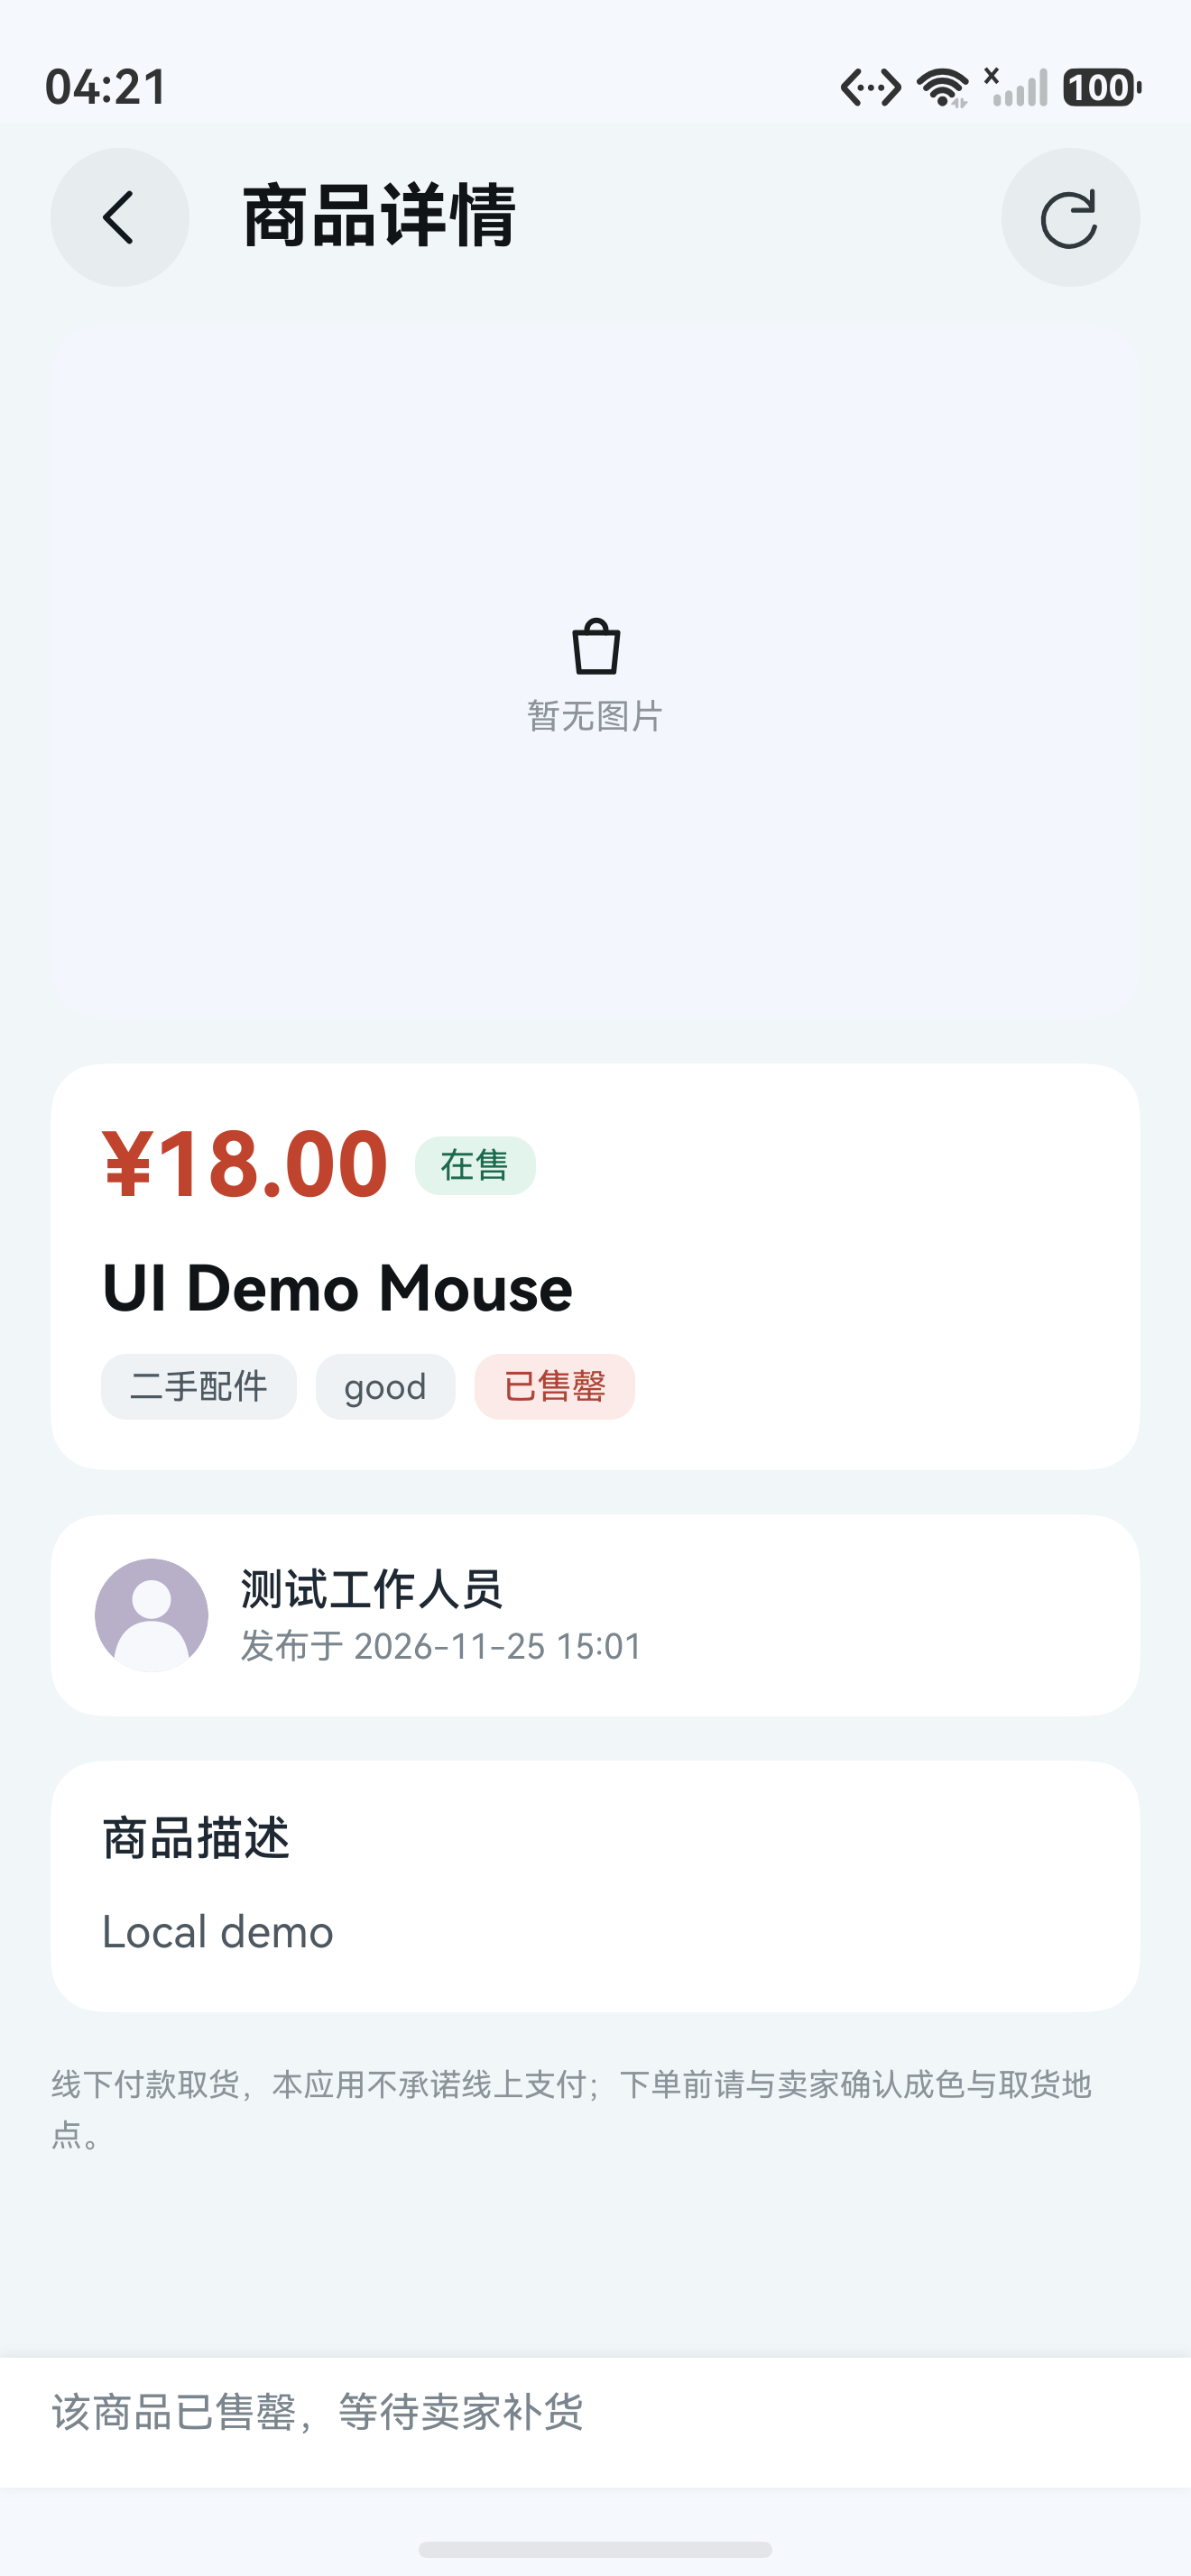 04:21
100
商品详情
暂无图片
¥18.00 在售
UI Demo Mouse
二手配件 good 已售罄
测试工作人员
发布于 2026-11-25 15:01
商品描述
Local demo
线下付款取货，本应用不承诺线上支付；下单前请与卖家确认成色与取货地
点。
该商品已售罄，等待卖家补货